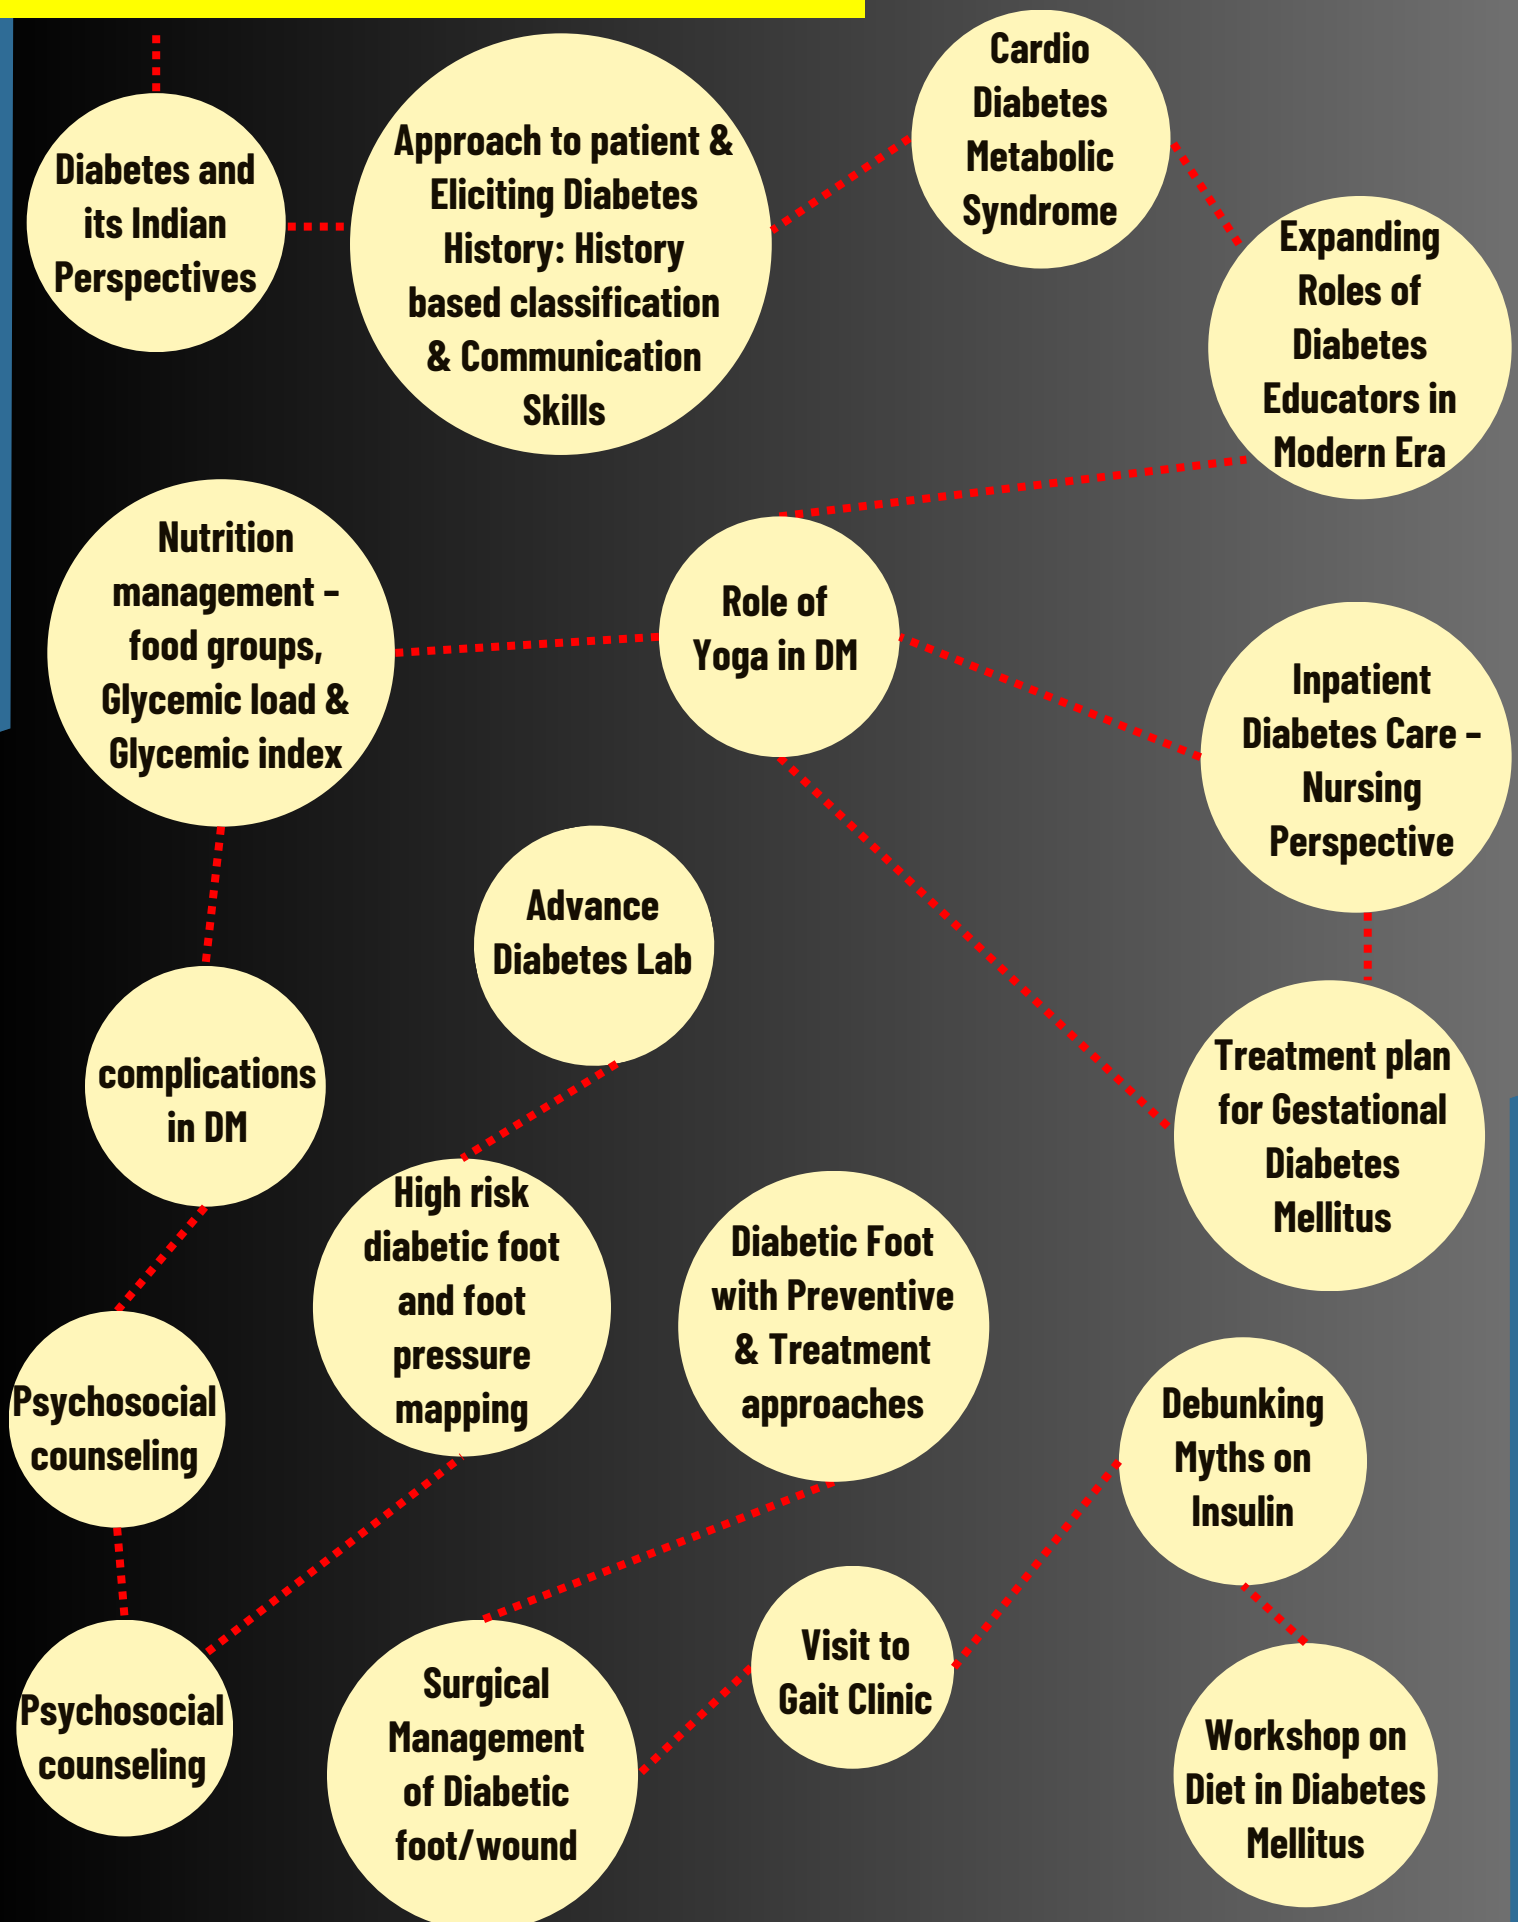 Diabetes and
its Indian
Perspectives
Approach to patient &
Eliciting Diabetes
History: History
based classification
& Communication
Skills
Cardio
Diabetes
Metabolic
Syndrome
Expanding
Roles of
Diabetes
Educators in
Modern Era
Nutrition
management –
food groups,
Glycemic load &
Glycemic index
Role of
Yoga in DM
Inpatient
Diabetes Care –
Nursing
Perspective
Advance
Diabetes Lab
complications
in DM
Treatment plan
for Gestational
Diabetes
Mellitus
High risk
diabetic foot
and foot
pressure
mapping
Diabetic Foot
with Preventive
& Treatment
approaches
Psychosocial
counseling
Debunking
Myths on
Insulin
Psychosocial
counseling
Surgical
Management
of Diabetic
foot/wound
Visit to
Gait Clinic
Workshop on
Diet in Diabetes
Mellitus